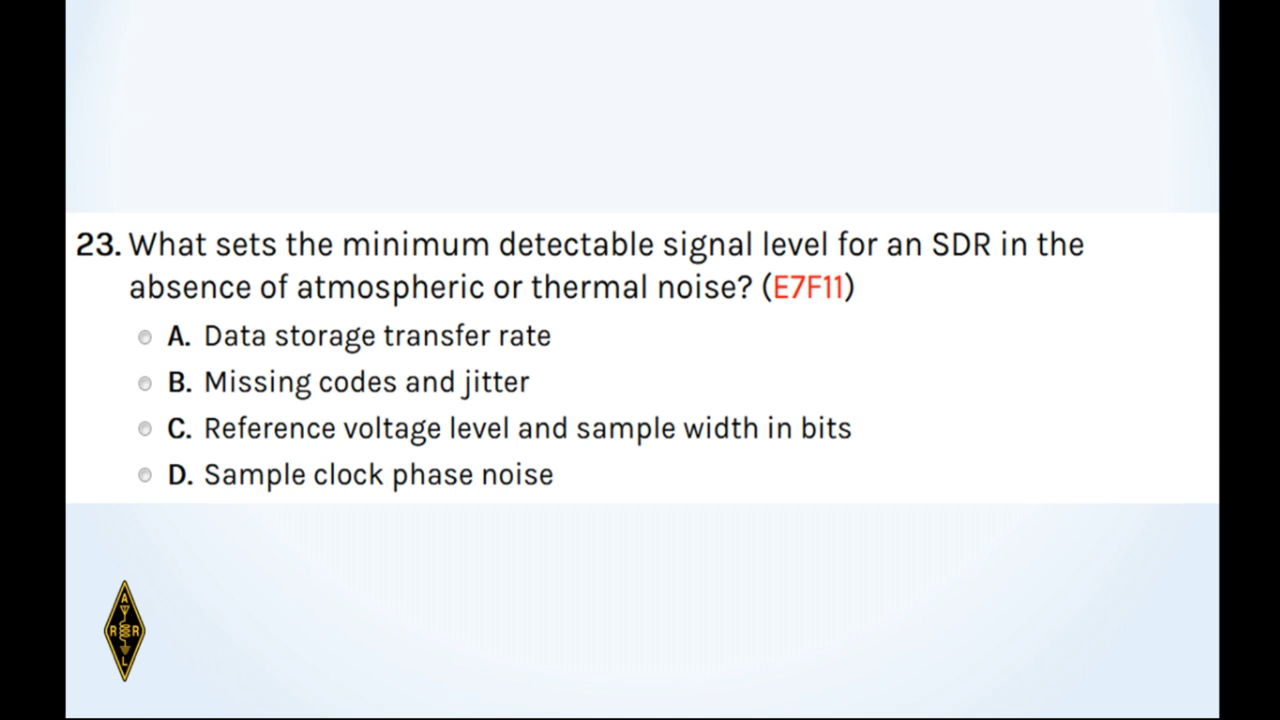 23. What sets the minimum detectable signal level for an SDR in the
absence of atmospheric or thermal noise? (E7F11)
A. Data storage transfer rate
B. Missing codes and jitter
C. Reference voltage level and sample width in bits
D. Sample clock phase noise
A
R R
L